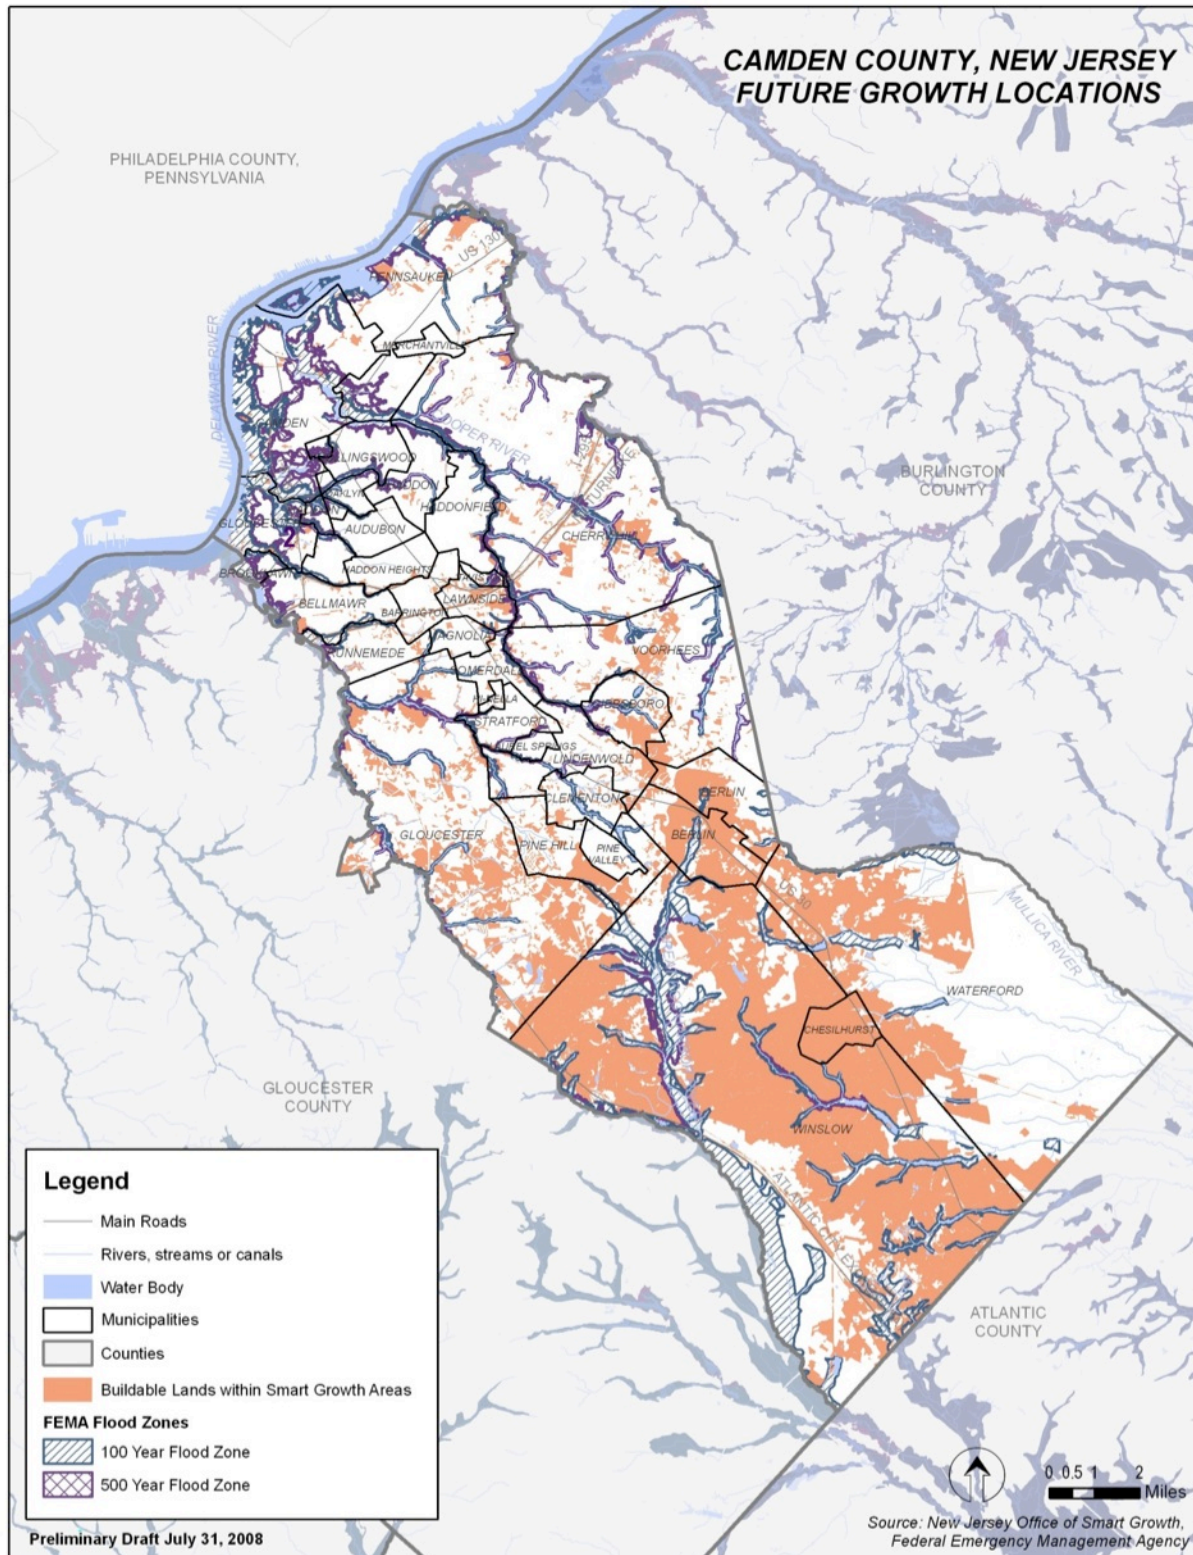 CAMDEN COUNTY, NEW JERSEY
FUTURE GROWTH LOCATIONS
PHILADELPHIA COUNTY,
PENNSYLVANIA
US 130
PENNSAUKEN
MERCHANTVILLE
DELAWARE RIVER
COOPER RIVER
BURLINGTON
COUNTY
HADDONFIELD
AUDUBON
2
HADDON HEIGHTS
BELLMAWR
LAWNSIDE
BARRINGTON
VOORHEES
STRATFORD
LINDENWOLD
CLEMENTON
BERLIN
BERLIN
GLOUCESTER
PINE HILL
PINE
VALLEY
US 30
MULLICA RIVER
WATERFORD
CHESILHURST
GLOUCESTER
COUNTY
WINSLOW
ATLANTIC
COUNTY
Legend
Main Roads
Rivers, streams or canals
Water Body
Municipalities
Counties
Buildable Lands within Smart Growth Areas
FEMA Flood Zones
100 Year Flood Zone
500 Year Flood Zone
0 0.5 1 2
Miles
Preliminary Draft July 31, 2008
Source: New Jersey Office of Smart Growth,
Federal Emergency Management Agency